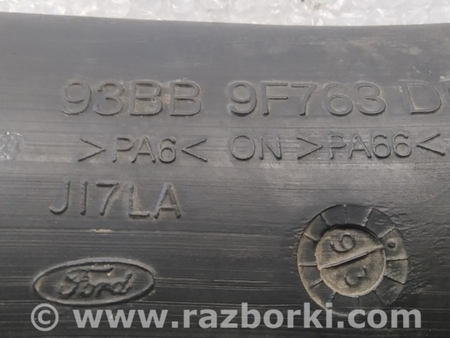 93BB 9F763 D
>PA6< ON >PA66<
J17LA
Ford
www.razborki.com